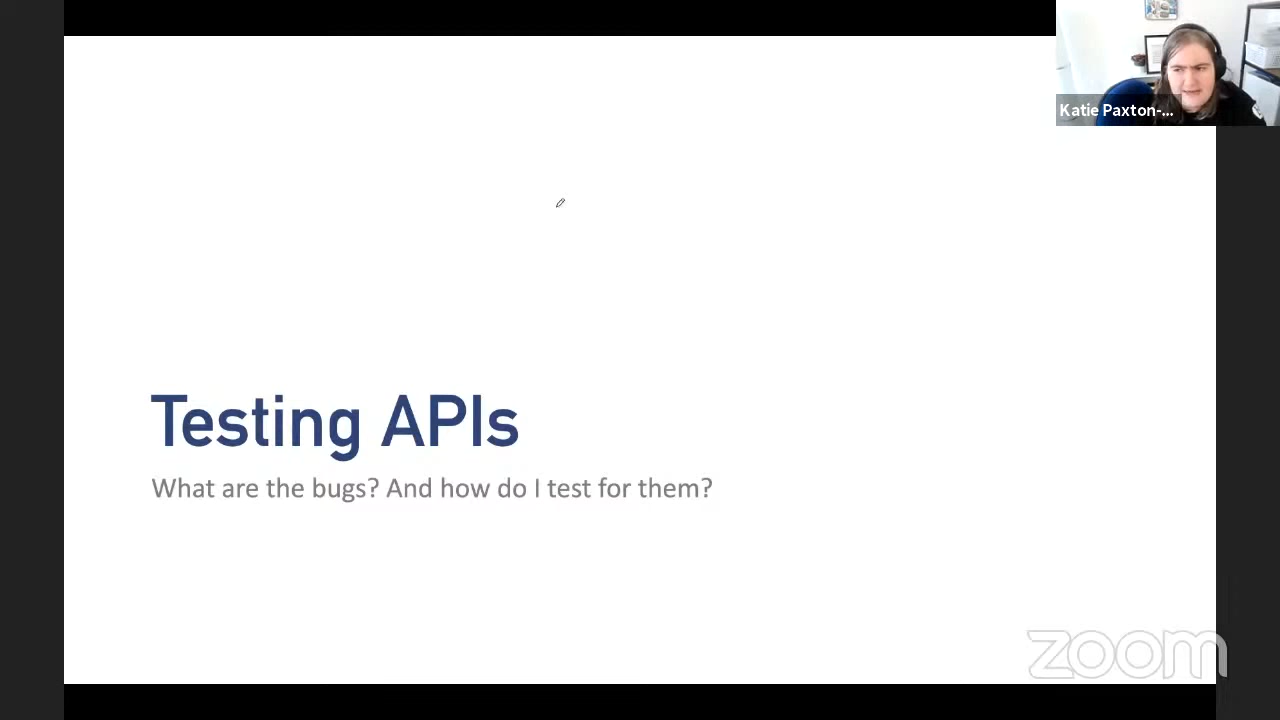 Katie Paxton-...
Testing APIs
What are the bugs? And how do I test for them?
zoom